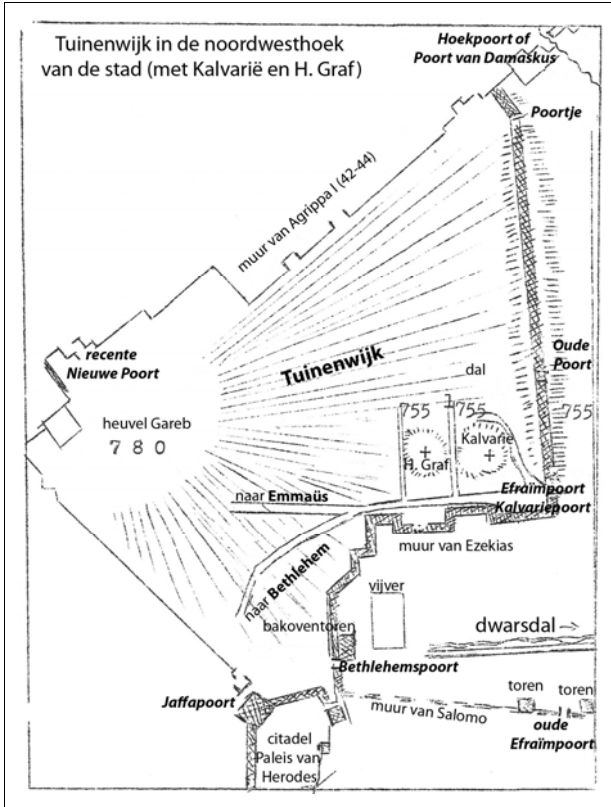 Tuinenwijk in de noordwesthoek
van de stad (met Kalvarië en H. Graf)
Hoekpoort of
Poort van Damaskus
Poortje
muur van Agrippa I (42-44)
recente
Nieuwe Poort
Tuinenwijk
Oude
Poort
dal
heuvel Gareb
780
755
755
755
Kalvarië
H. Graf
naar Emmaüs
Efraïmpoort
Kalvariepoort
muur van Ezekias
naar Bethlehem
vijver
bakoventoren
dwarsdal
Bethlehemspoort
Jaffapoort
muur van Salomo
toren
toren
oude
Efraïmpoort
citadel
Paleis van
Herodes